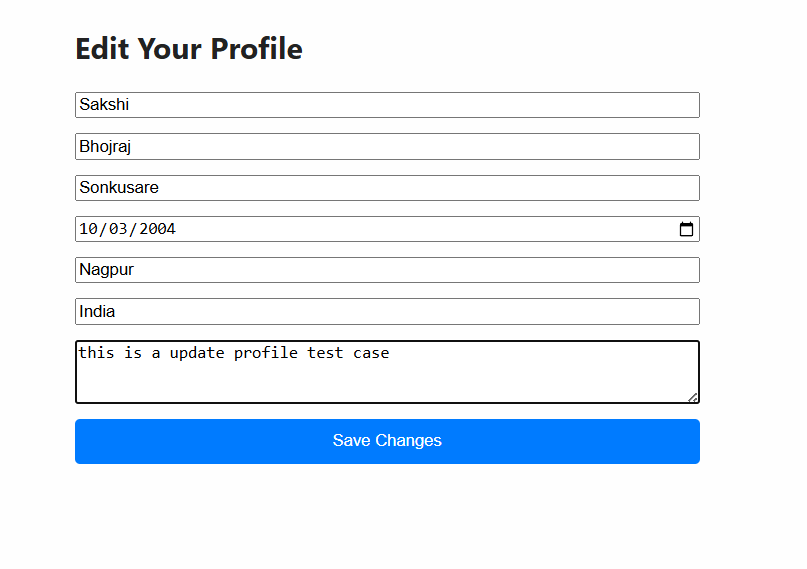 Edit Your Profile
Sakshi
Bhojraj
Sonkusare
10/03/2004
Nagpur
India
this is a update profile test case
Save Changes